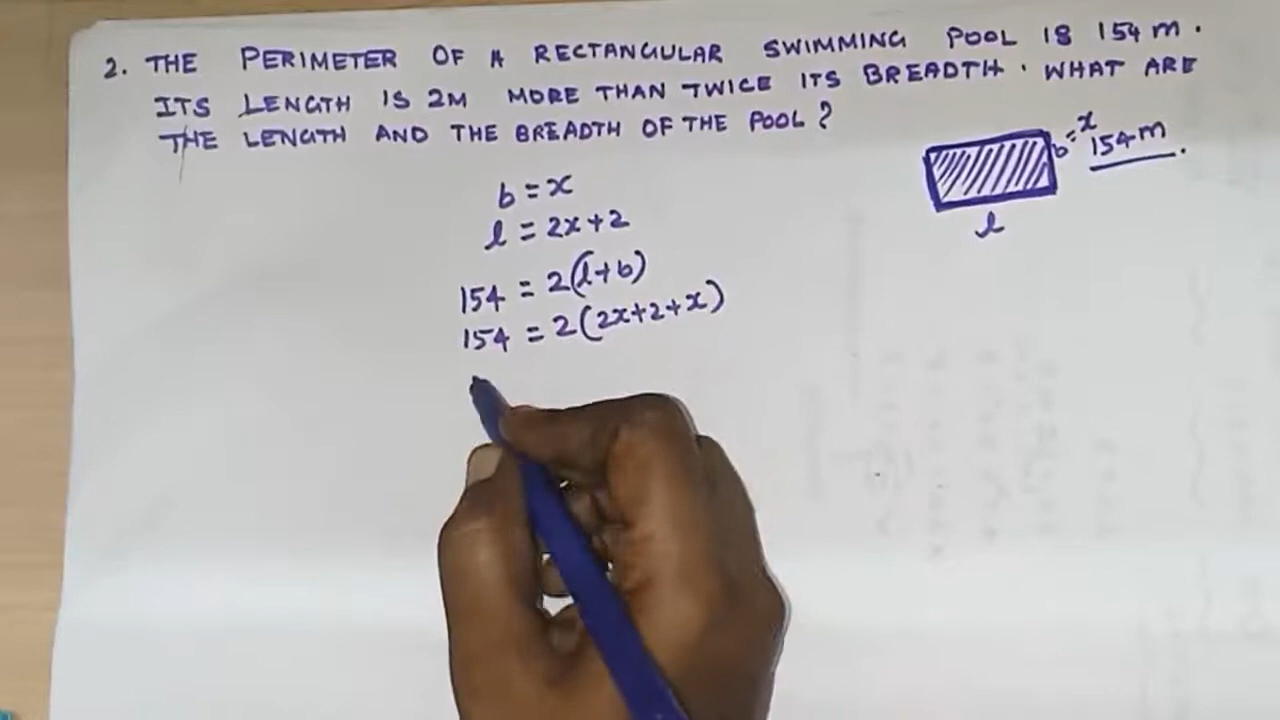 2. THE PERIMETER OF A RECTANGULAR SWIMMING POOL IS 154 m.
ITS LENGTH IS 2M MORE THAN TWICE ITS BREADTH. WHAT ARE
THE LENGTH AND THE BREADTH OF THE POOL?
b = x
154 m.
l
b = x
l = 2x+2
154 = 2(l+b)
154 = 2(2x+2+x)